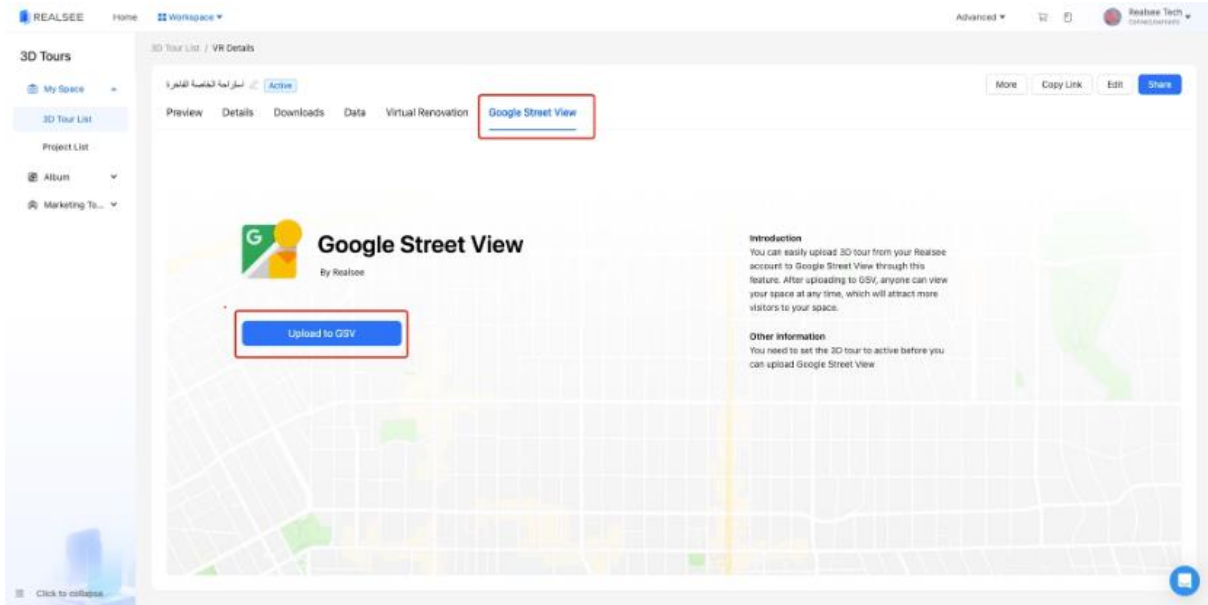 REALSEE
Home
Workspace
Advanced
Realsee Tech
3D Tours
3D Tour List / VR Details
My Space
استراحة الخاصة الفاخرة
Active
More
Copy Link
Edit
Share
3D Tour List
Preview
Details
Downloads
Data
Virtual Renovation
Google Street View
Project List
Album
Marketing To...
G
Google Street View
By Realsee
Upload to GSV
Introduction
You can easily upload 3D tour from your Realsee
account to Google Street View through this
feature. After uploading to GSV, anyone can view
your space at any time, which will attract more
visitors to your space.
Other information
You need to set the 3D tour to active before you
can upload Google Street View
Click to collapse